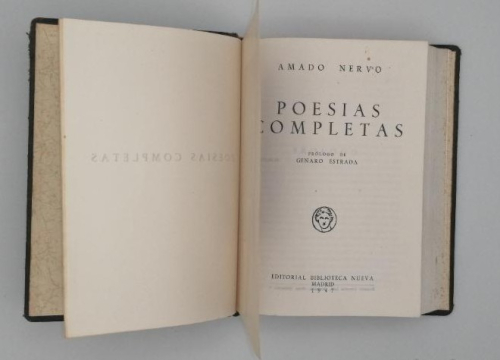 AMADO NERVO
POESIAS
COMPLETAS
PRÓLOGO DE
GENARO ESTRADA
EDITORIAL BIBLIOTECA NUEVA
MADRID